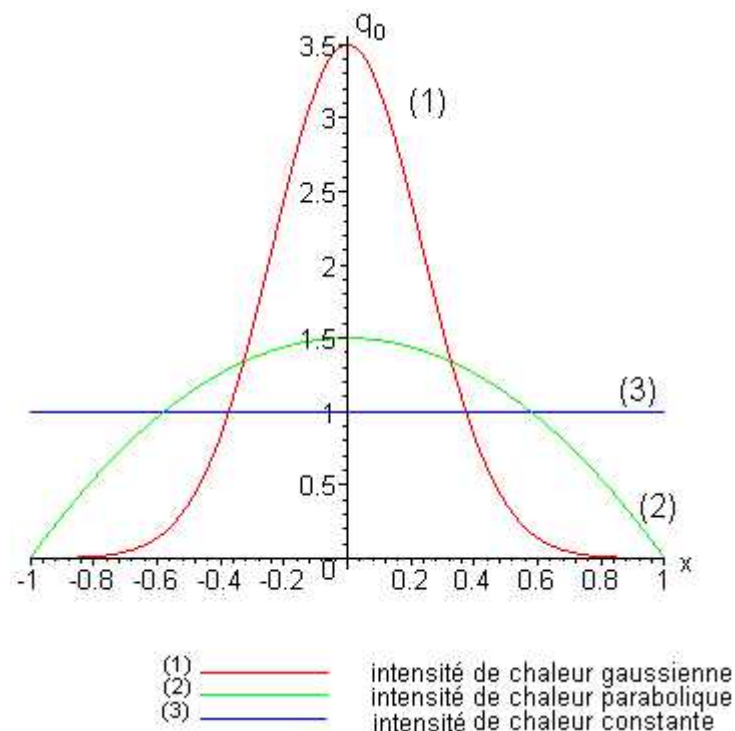 q0
3.5
(1)
3
2.5
2
1.5
(3)
1
0.5
(2)
0
x
-1 -0.8 -0.6 -0.4 -0.2 0.2 0.4 0.6 0.8 1
(1) intensité de chaleur gaussienne
(2) intensité de chaleur parabolique
(3) intensité de chaleur constante